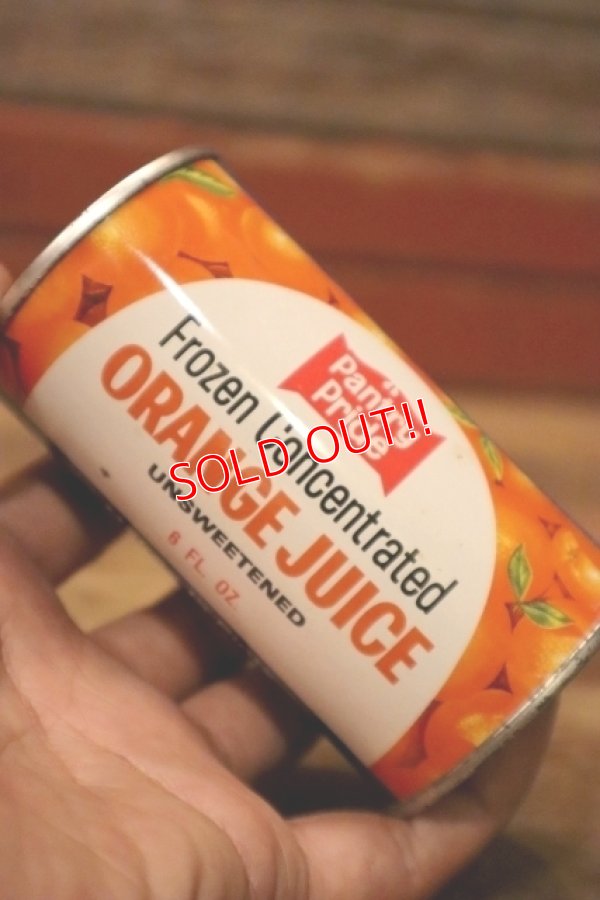 Pantry
Pride
Frozen Concentrated
ORANGE JUICE
UNSWEETENED
6 FL. OZ.
SOLD OUT!!